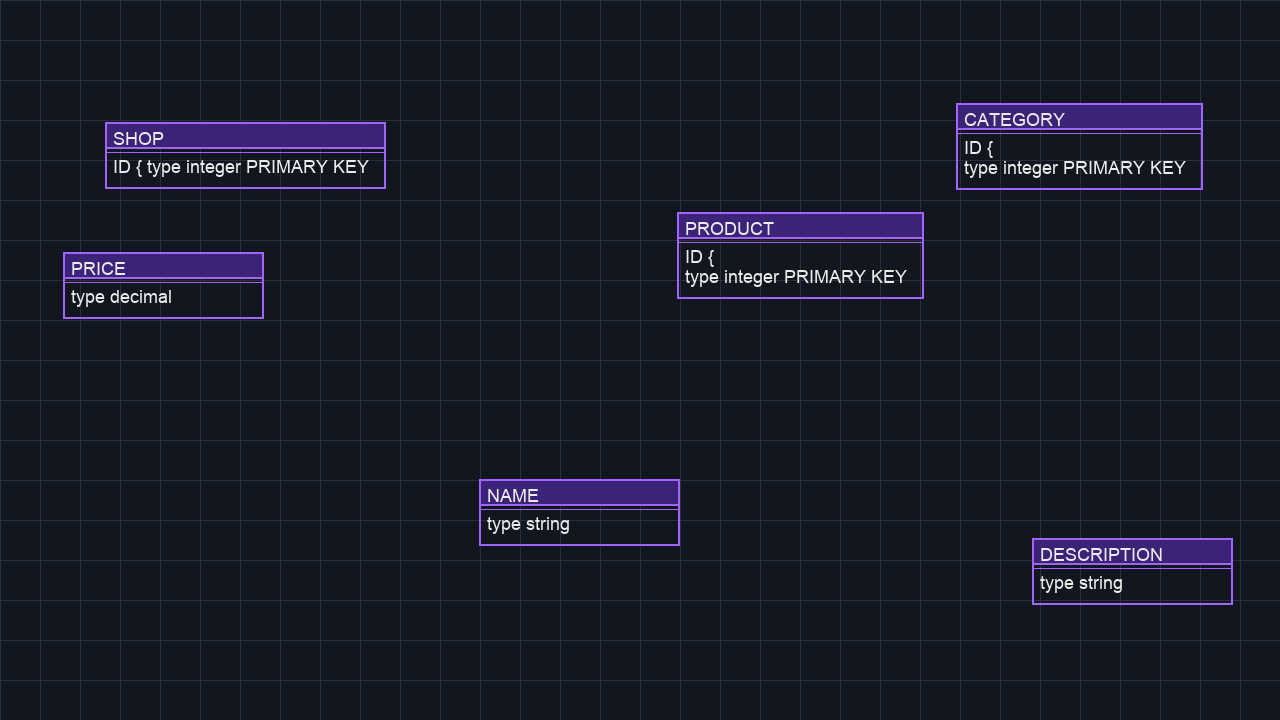 SHOP
ID { type integer PRIMARY KEY
CATEGORY
ID {
type integer PRIMARY KEY
PRODUCT
ID {
type integer PRIMARY KEY
PRICE
type decimal
NAME
type string
DESCRIPTION
type string